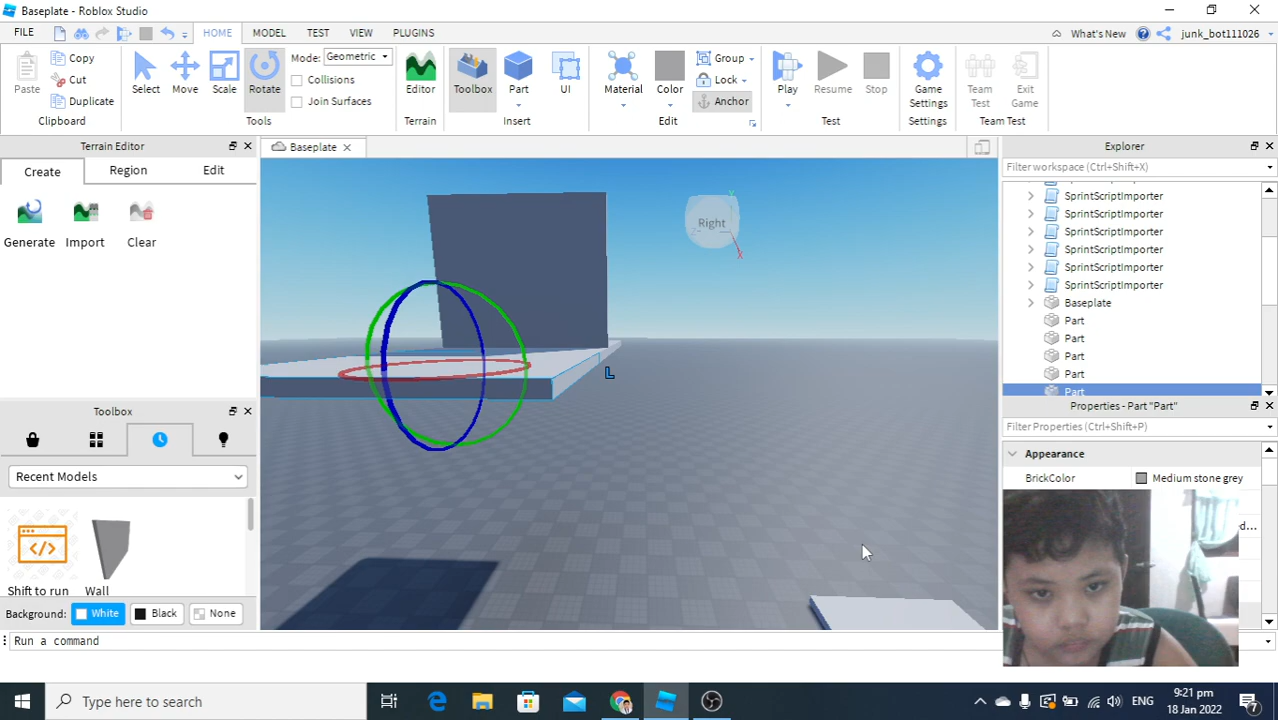 Baseplate - Roblox Studio
FILE HOME MODEL TEST VIEW PLUGINS What's New junk_bot111026
Paste Copy Cut Duplicate Clipboard
Select Move Scale Rotate Mode: Geometric Collisions Join Surfaces Tools
Editor Terrain
Toolbox Part UI Insert
Material Color Group Lock Anchor Edit
Play Resume Stop Test
Game Settings Settings
Team Test Exit Game Team Test
Terrain Editor
Create Region Edit
Generate Import Clear
Toolbox
Recent Models
Shift to run Wall
Background: White Black None
Run a command
Baseplate
Right
Z
Y
X
L
Explorer
Filter workspace (Ctrl+Shift+X)
SprintScriptImporter
SprintScriptImporter
SprintScriptImporter
SprintScriptImporter
SprintScriptImporter
SprintScriptImporter
Baseplate
Part
Part
Part
Part
Part
Properties - Part "Part"
Filter Properties (Ctrl+Shift+P)
Appearance
BrickColor Medium stone grey
d...
Type here to search
ENG
9:21 pm
18 Jan 2022
7